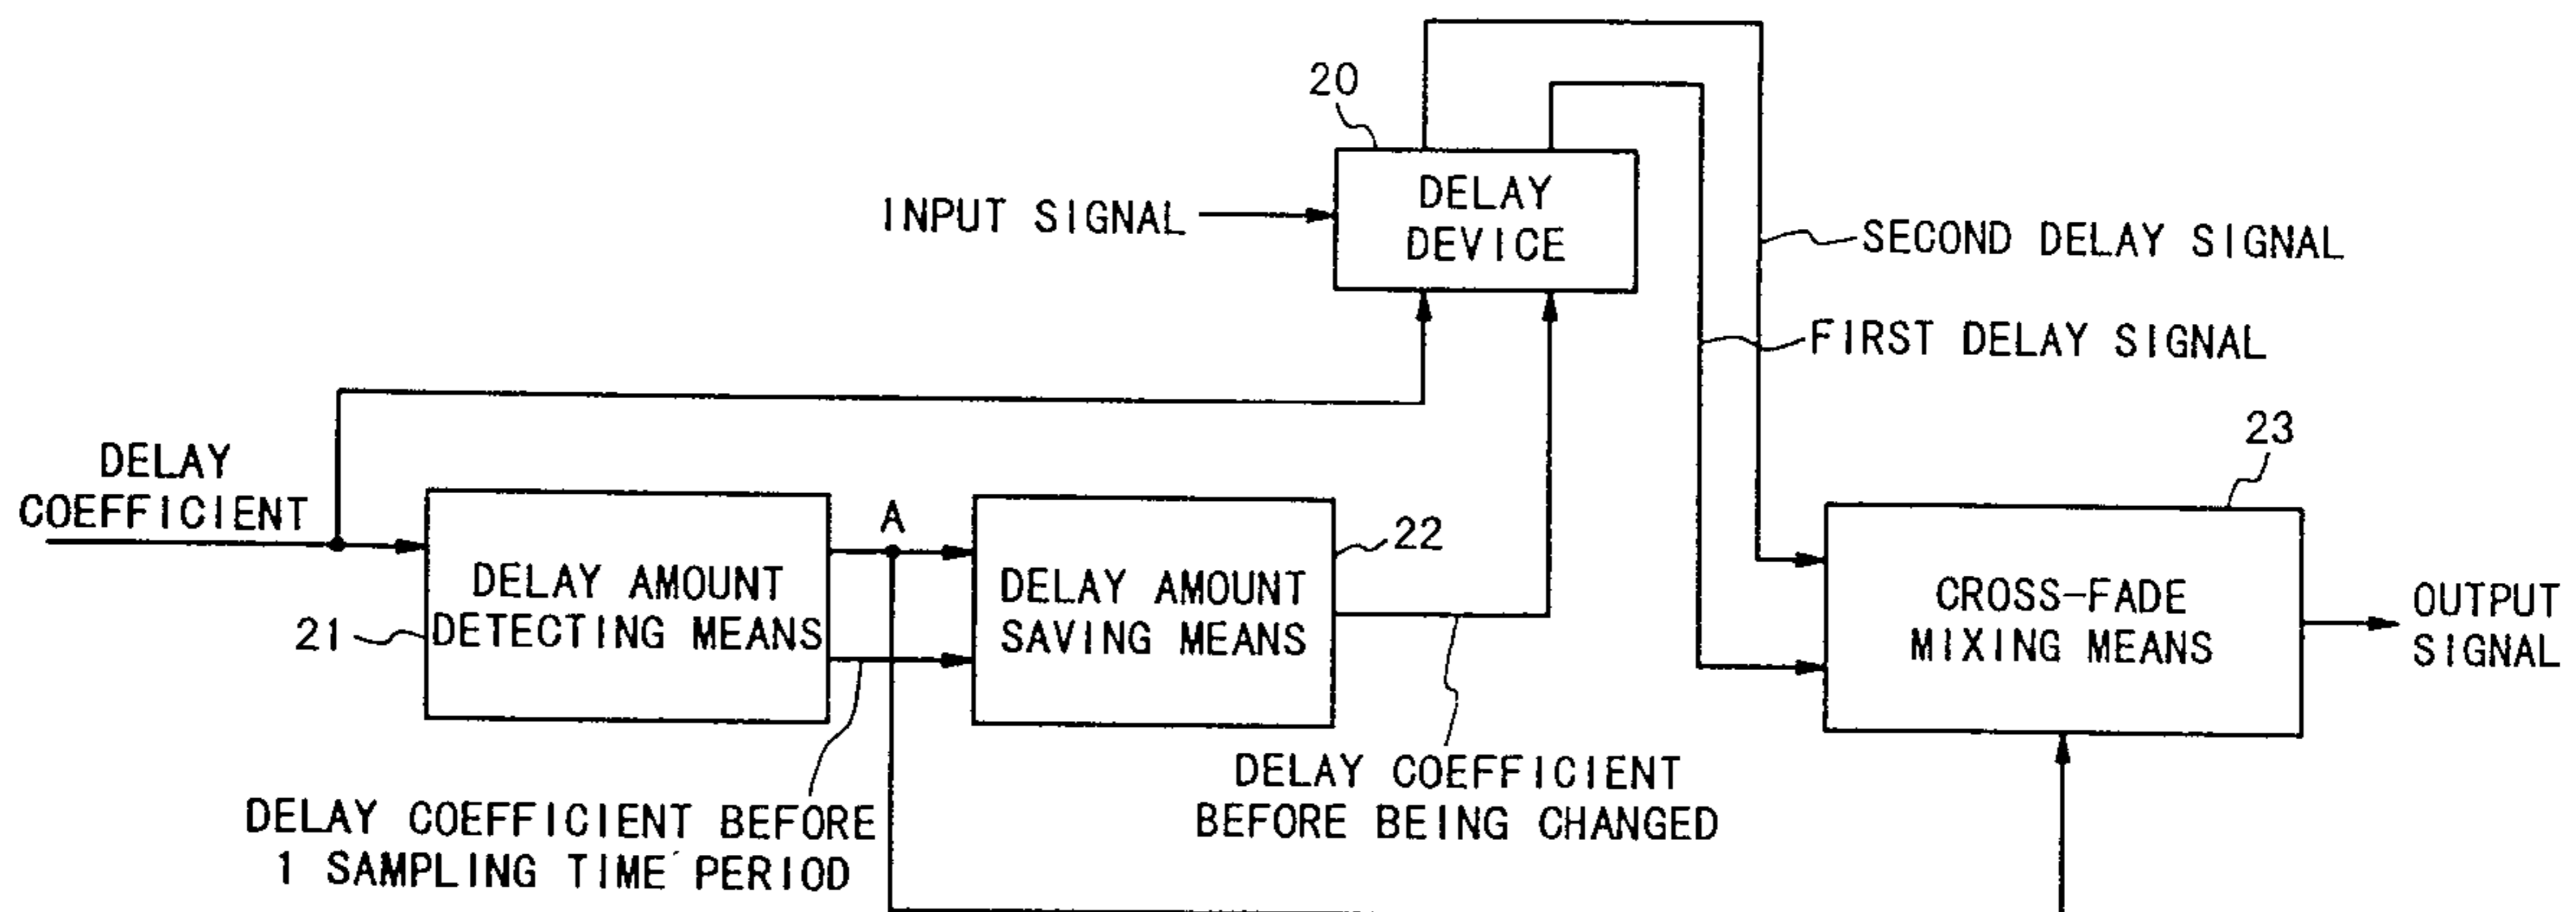 20
DELAY
DEVICE
INPUT SIGNAL
SECOND DELAY SIGNAL
FIRST DELAY SIGNAL
DELAY
COEFFICIENT
21
DELAY AMOUNT
DETECTING MEANS
A
DELAY AMOUNT
SAVING MEANS
22
23
CROSS-FADE
MIXING MEANS
OUTPUT
SIGNAL
DELAY COEFFICIENT BEFORE
1 SAMPLING TIME PERIOD
DELAY COEFFICIENT
BEFORE BEING CHANGED